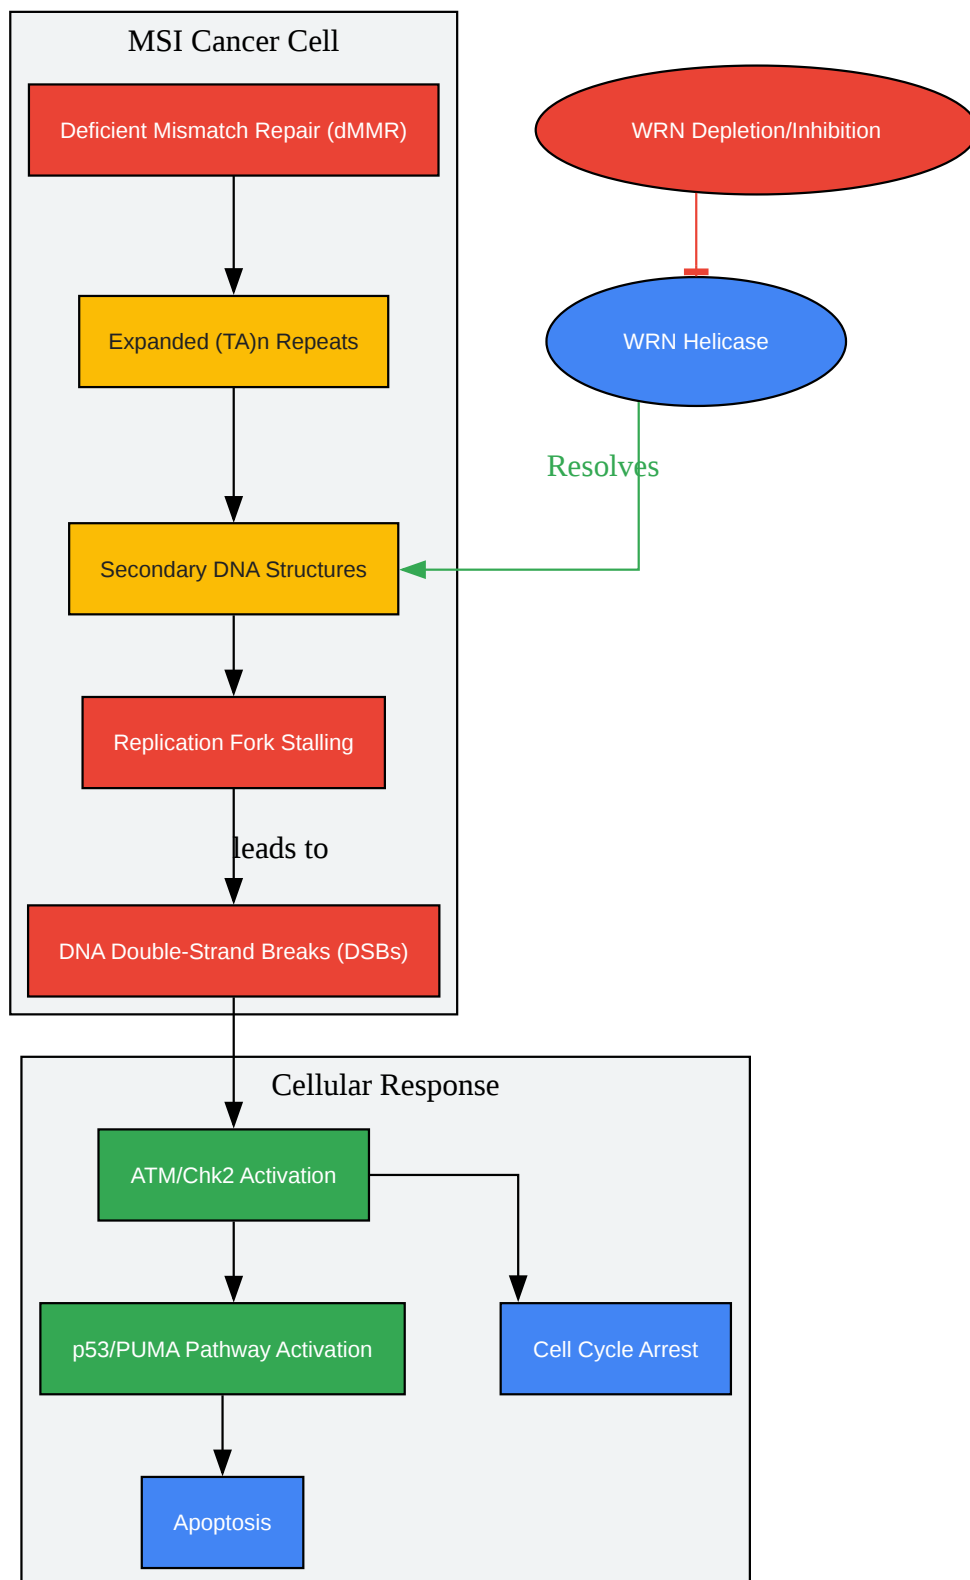 MSI Cancer Cell
Deficient Mismatch Repair (dMMR)
WRN Depletion/Inhibition
Expanded (TA)n Repeats
WRN Helicase
Resolves
Secondary DNA Structures
Replication Fork Stalling
leads to
DNA Double-Strand Breaks (DSBs)
Cellular Response
ATM/Chk2 Activation
p53/PUMA Pathway Activation
Cell Cycle Arrest
Apoptosis